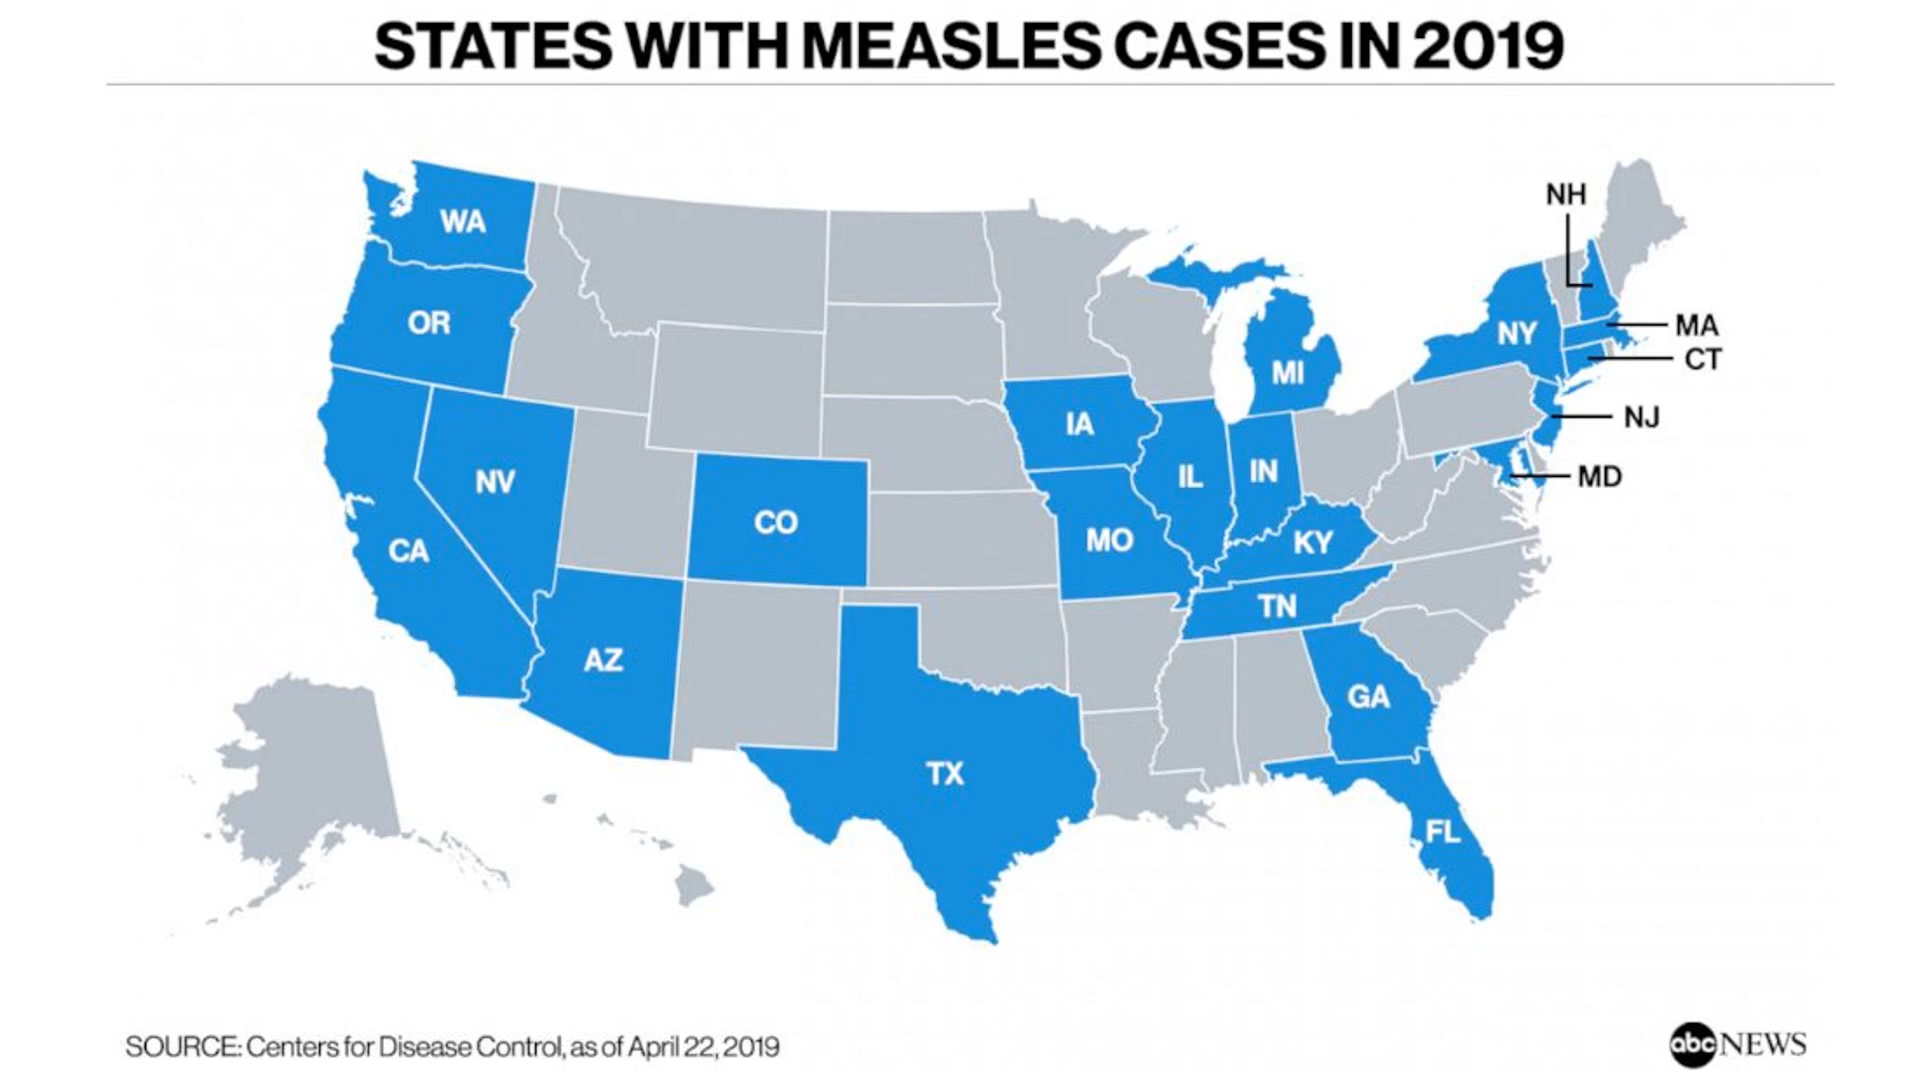 STATES WITH MEASLES CASES IN 2019
NH
WA
OR
NY
MA
CT
MI
NJ
IA
NV
IL
IN
MD
CO
CA
MO
KY
TN
AZ
GA
TX
FL
SOURCE: Centers for Disease Control, as of April 22, 2019
abc NEWS